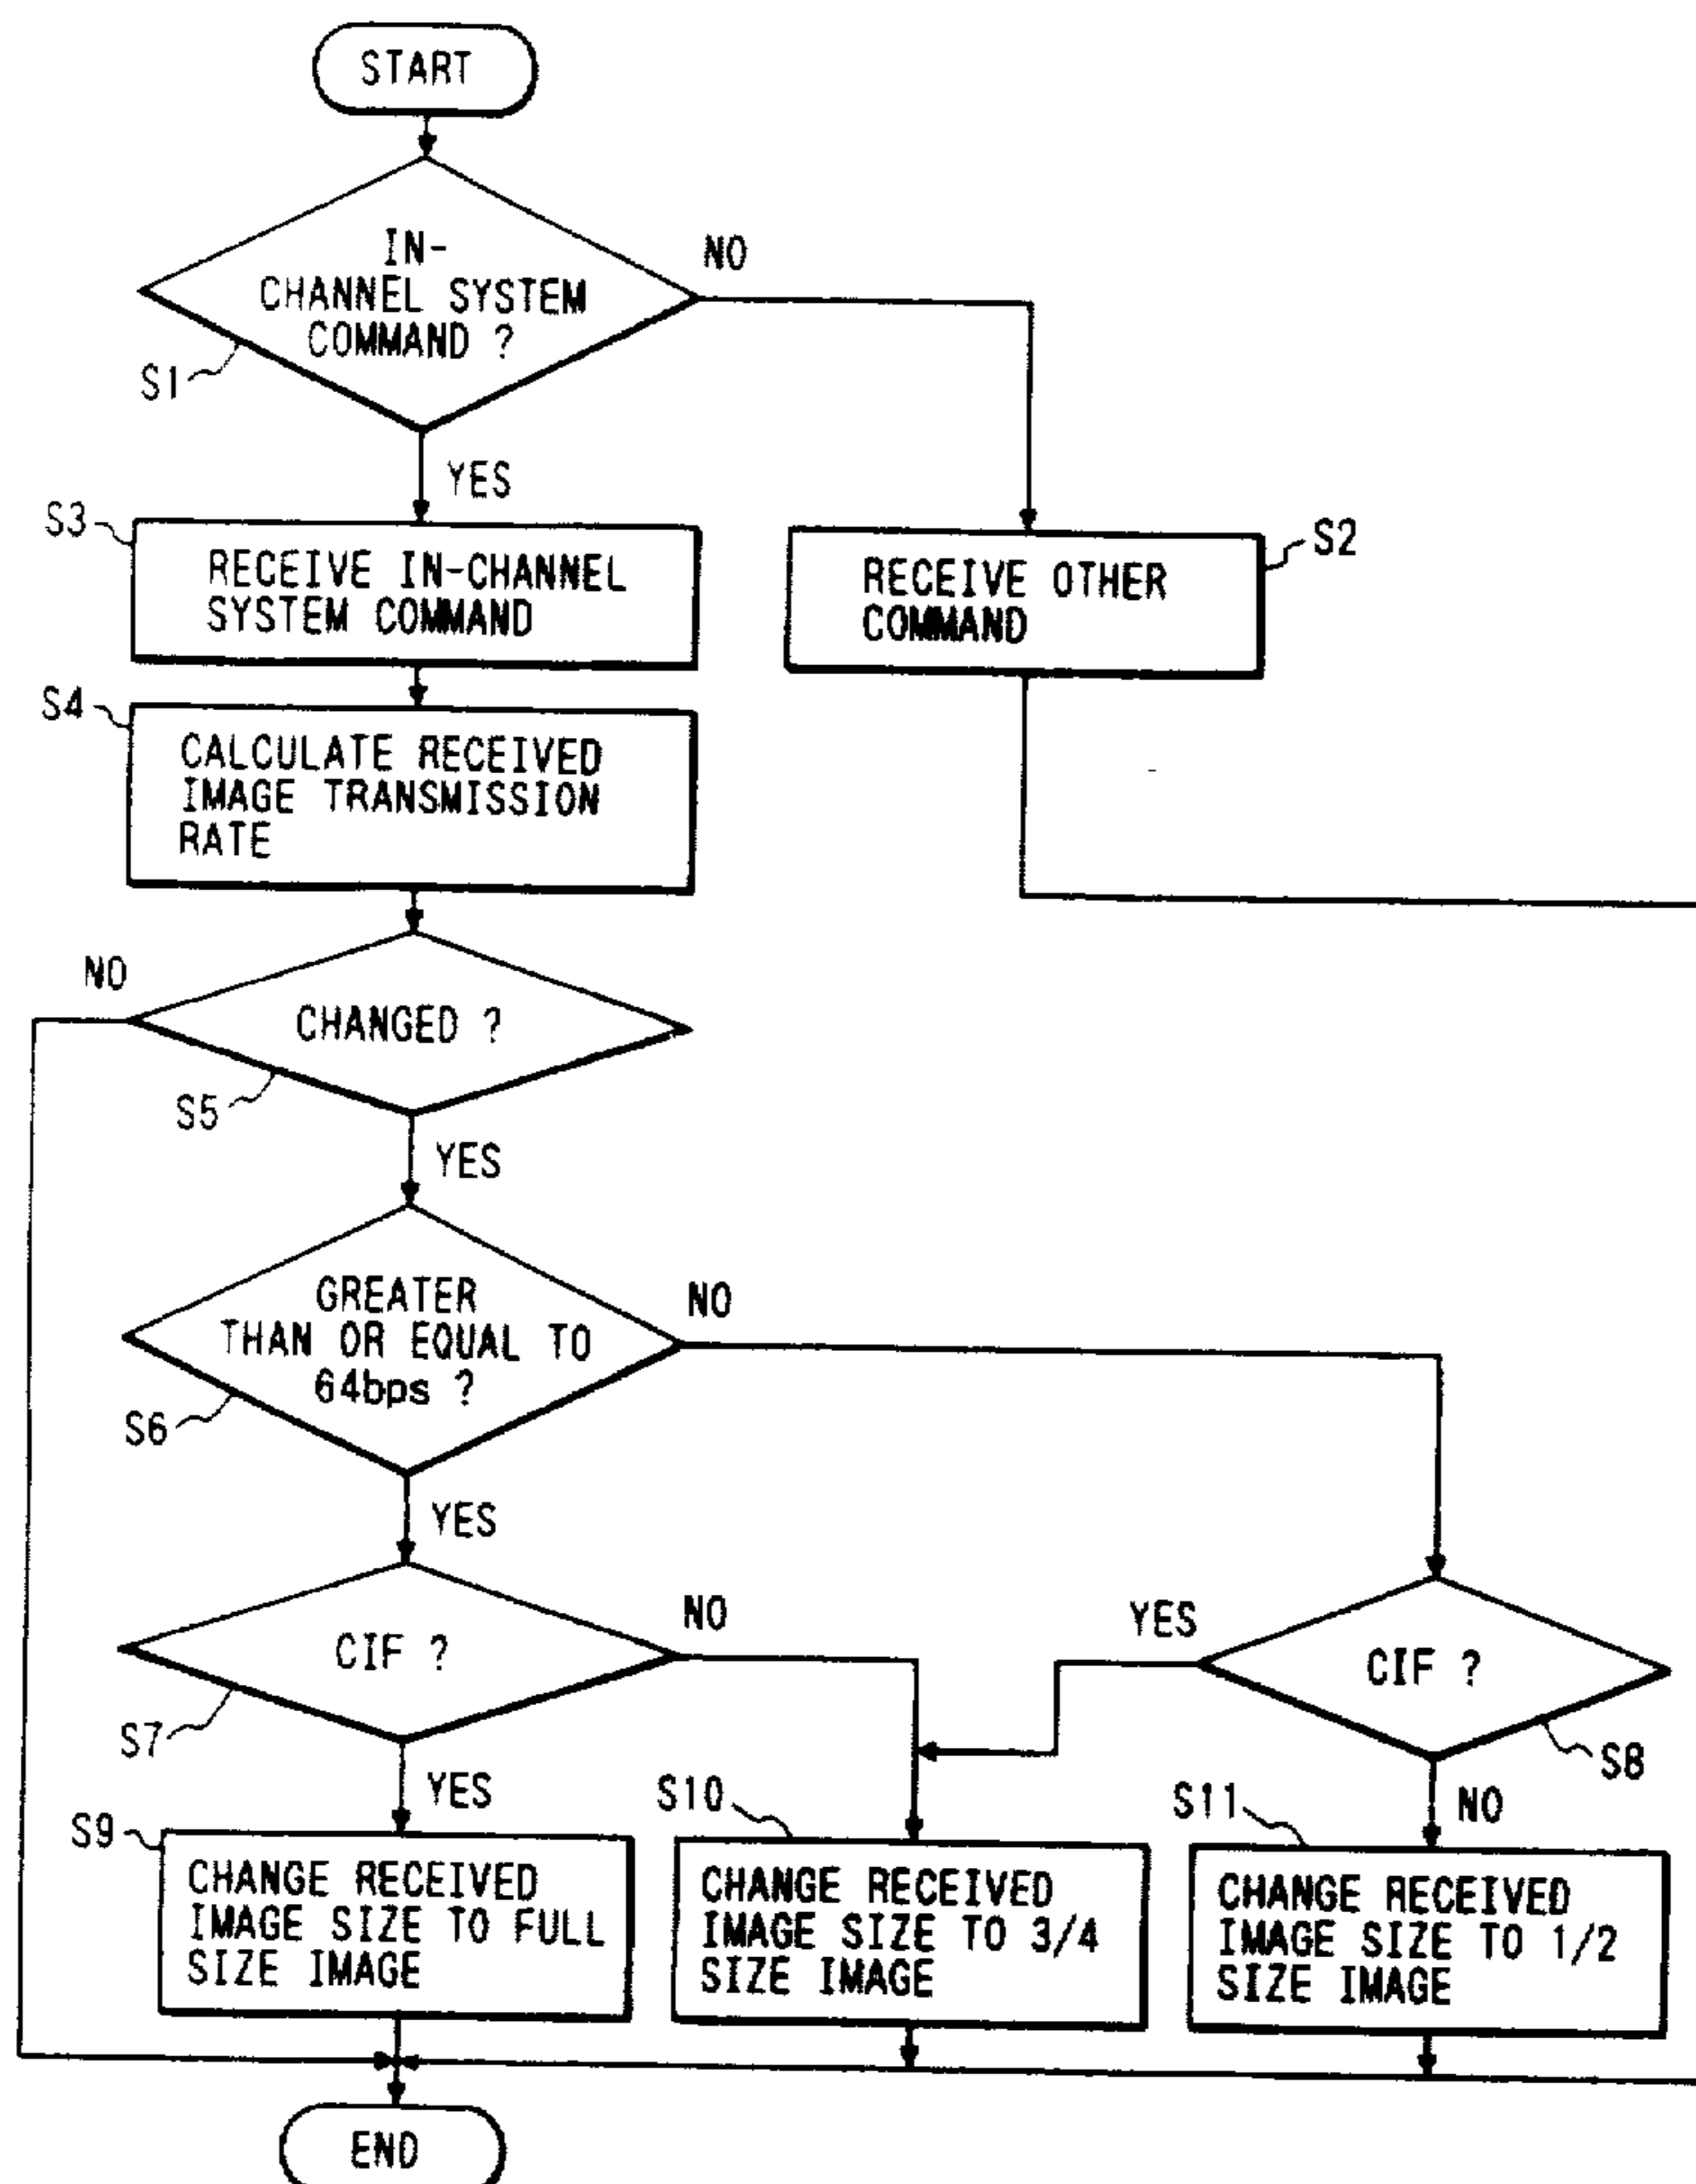 START
IN-
CHANNEL SYSTEM
COMMAND ?
NO
S1
YES
S3
RECEIVE IN-CHANNEL
SYSTEM COMMAND
RECEIVE OTHER
COMMAND
S2
S4
CALCULATE RECEIVED
IMAGE TRANSMISSION
RATE
NO
CHANGED ?
S5
YES
GREATER
THAN OR EQUAL TO
64bps ?
NO
S6
YES
CIF ?
NO
S7
YES
YES
CIF ?
S8
NO
S9
CHANGE RECEIVED
IMAGE SIZE TO FULL
SIZE IMAGE
S10
CHANGE RECEIVED
IMAGE SIZE TO 3/4
SIZE IMAGE
S11
CHANGE RECEIVED
IMAGE SIZE TO 1/2
SIZE IMAGE
END